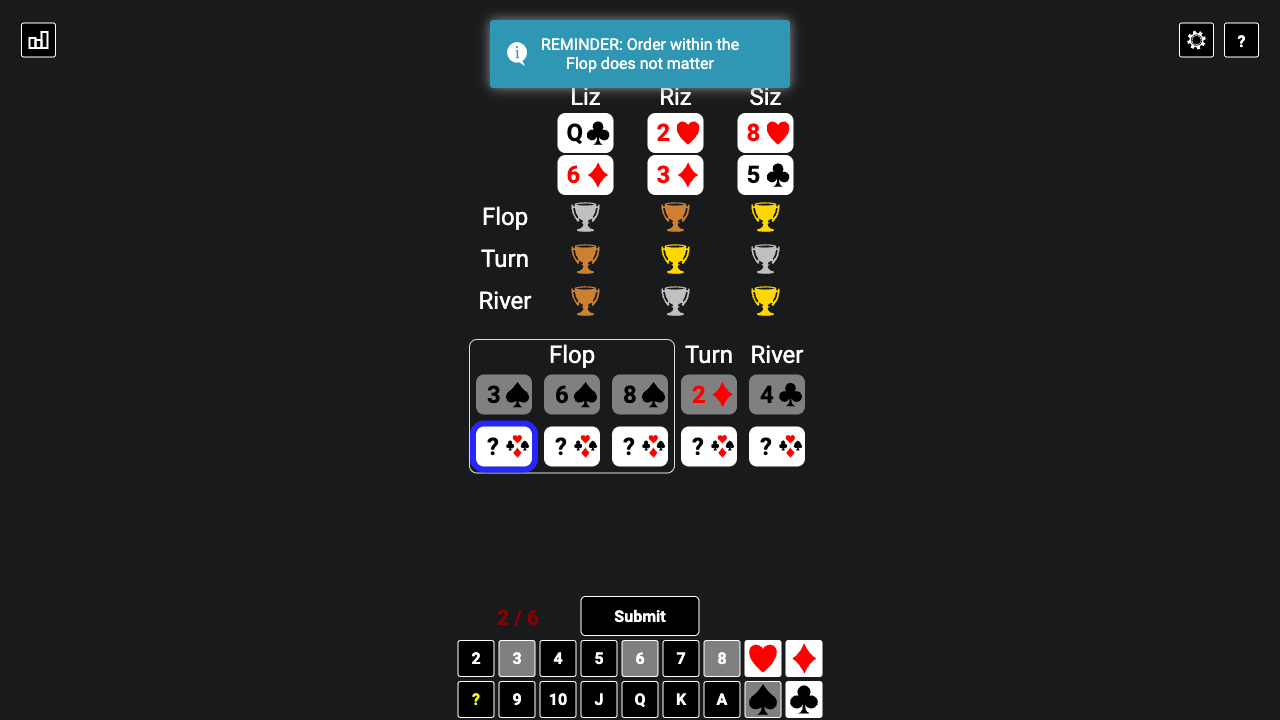 REMINDER: Order within the
Flop does not matter
?
Liz Riz Siz
Q 2 8
6 3 5
Flop
Turn
River
Flop Turn River
3 6 8 2 4
? ? ? ? ?
2 / 6 Submit
2 3 4 5 6 7 8
? 9 10 J Q K A